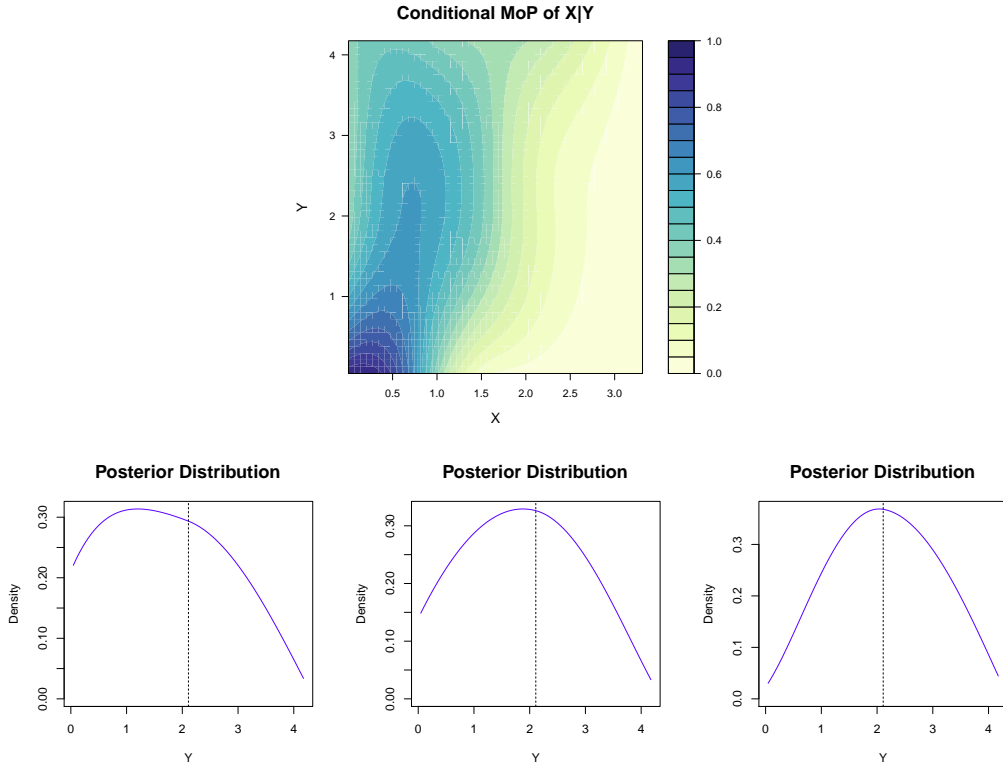 Conditional MoP of X|Y
Y
4
3
2
1
0.5 1.0 1.5 2.0 2.5 3.0
X
1.0
0.8
0.6
0.4
0.2
0.0
Posterior Distribution
Density
0.30
0.20
0.10
0.00
0 1 2 3 4
Y
Posterior Distribution
Density
0.30
0.20
0.10
0.00
0 1 2 3 4
Y
Posterior Distribution
Density
0.3
0.2
0.1
0.0
0 1 2 3 4
Y